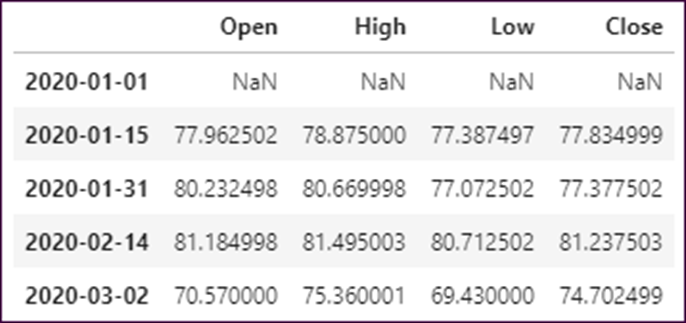 Open High Low Close
2020-01-01 NaN NaN NaN NaN
2020-01-15 77.962502 78.875000 77.387497 77.834999
2020-01-31 80.232498 80.669998 77.072502 77.377502
2020-02-14 81.184998 81.495003 80.712502 81.237503
2020-03-02 70.570000 75.360001 69.430000 74.702499